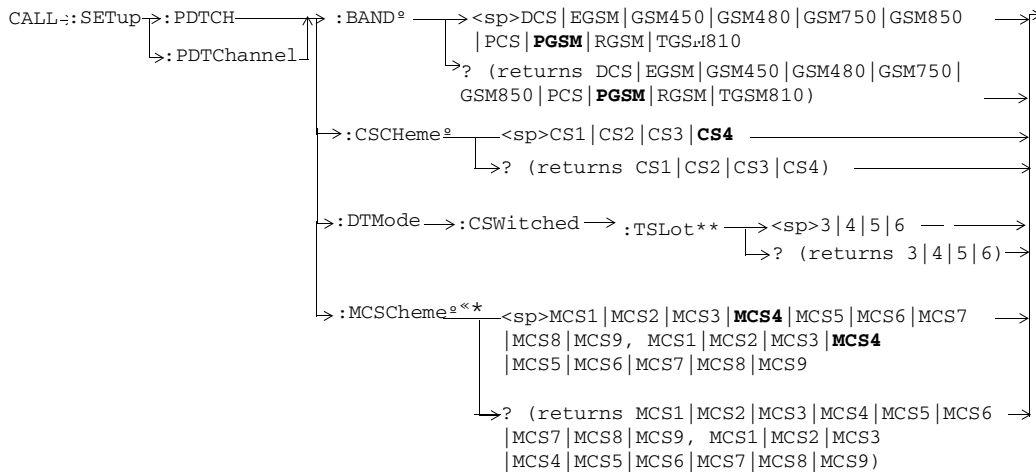 CALL :SETup :PDTCH :BANDº <sp>DCS|EGSM|GSM450|GSM480|GSM750|GSM850
:PDTChannel |PCS|PGSM|RGSM|TGSM810
? (returns DCS|EGSM|GSM450|GSM480|GSM750|
GSM850|PCS|PGSM|RGSM|TGSM810)
:CSCHemeº <sp>CS1|CS2|CS3|CS4
? (returns CS1|CS2|CS3|CS4)
:DTMode :CSWitched :TSLot** <sp>3|4|5|6
? (returns 3|4|5|6)
:MCSChemeº«* <sp>MCS1|MCS2|MCS3|MCS4|MCS5|MCS6|MCS7
|MCS8|MCS9, MCS1|MCS2|MCS3|MCS4
|MCS5|MCS6|MCS7|MCS8|MCS9
? (returns MCS1|MCS2|MCS3|MCS4|MCS5|MCS6
|MCS7|MCS8|MCS9, MCS1|MCS2|MCS3
|MCS4|MCS5|MCS6|MCS7|MCS8|MCS9)